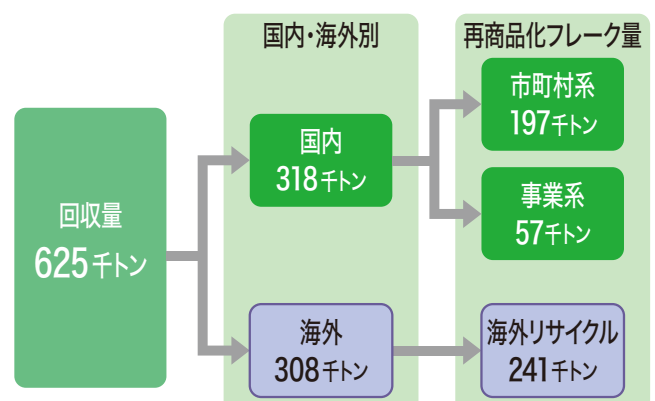 国内・海外別
再商品化フレーク量
市町村系
197千トン
国内
318千トン
事業系
57千トン
回収量
625千トン
海外
308千トン
海外リサイクル
241千トン